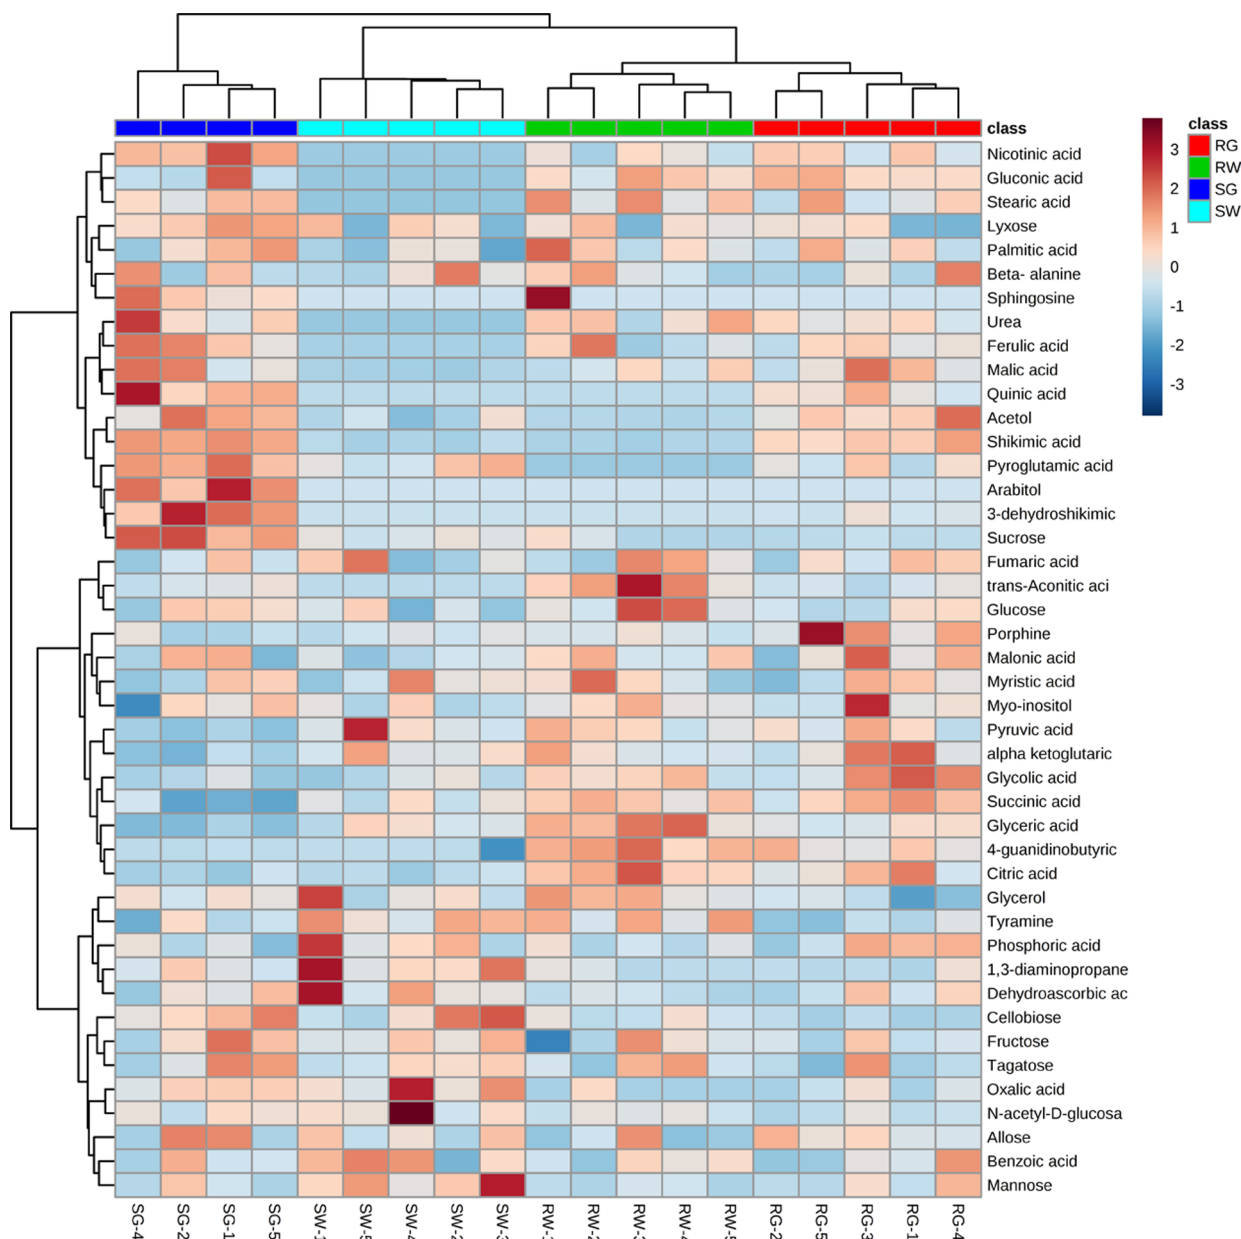 class
Nicotinic acid
Gluconic acid
Stearic acid
Lyxose
Palmitic acid
Beta- alanine
Sphingosine
Urea
Ferulic acid
Malic acid
Quinic acid
Acetol
Shikimic acid
Pyroglutamic acid
Arabitol
3-dehydroshikimic
Sucrose
Fumaric acid
trans-Aconitic aci
Glucose
Porphine
Malonic acid
Myristic acid
Myo-inositol
Pyruvic acid
alpha ketoglutaric
Glycolic acid
Succinic acid
Glyceric acid
4-guanidinobutyric
Citric acid
Glycerol
Tyramine
Phosphoric acid
1,3-diaminopropane
Dehydroascorbic ac
Cellobiose
Fructose
Tagatose
Oxalic acid
N-acetyl-D-glucosa
Allose
Benzoic acid
Mannose
3
2
1
0
-1
-2
-3
class
RG
RW
SG
SW
SG-4
SG-2
SG-1
SG-5
SW-1
SW-5
SW-4
SW-2
SW-3
RW-1
RW-2
RW-3
RW-4
RW-5
RG-2
RG-5
RG-3
RG-1
RG-4